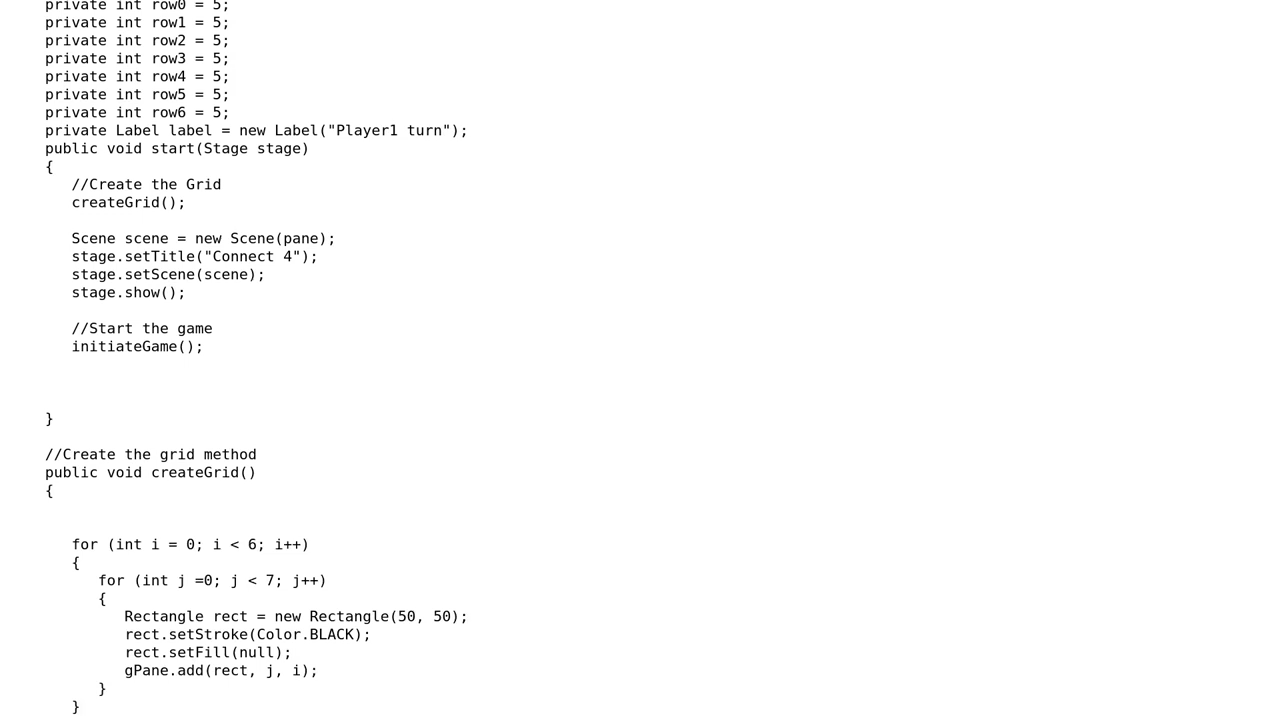 private int row0 = 5;
private int row1 = 5;
private int row2 = 5;
private int row3 = 5;
private int row4 = 5;
private int row5 = 5;
private int row6 = 5;
private Label label = new Label("Player1 turn");
public void start(Stage stage)
{
   //Create the Grid
   createGrid();

   Scene scene = new Scene(pane);
   stage.setTitle("Connect 4");
   stage.setScene(scene);
   stage.show();

   //Start the game
   initiateGame();

}

//Create the grid method
public void createGrid()
{

   for (int i = 0; i < 6; i++)
   {
      for (int j =0; j < 7; j++)
      {
         Rectangle rect = new Rectangle(50, 50);
         rect.setStroke(Color.BLACK);
         rect.setFill(null);
         gPane.add(rect, j, i);
      }
   }